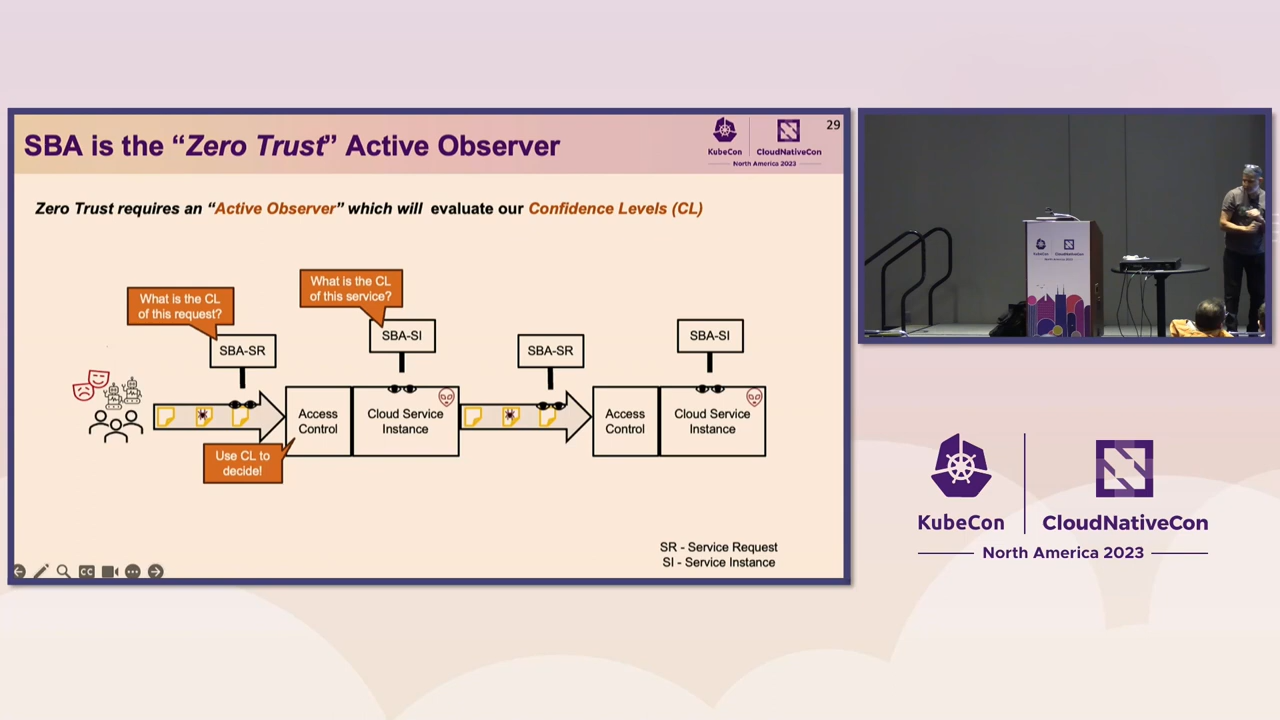 SBA is the “Zero Trust” Active Observer
KubeCon
CloudNativeCon
North America 2023
29
Zero Trust requires an “Active Observer” which will evaluate our Confidence Levels (CL)
What is the CL
of this request?
What is the CL
of this service?
SBA-SR
SBA-SI
SBA-SR
SBA-SI
Access
Control
Cloud Service
Instance
Access
Control
Cloud Service
Instance
Use CL to
decide!
SR - Service Request
SI - Service Instance
CC
KubeCon
CloudNativeCon
North America 2023